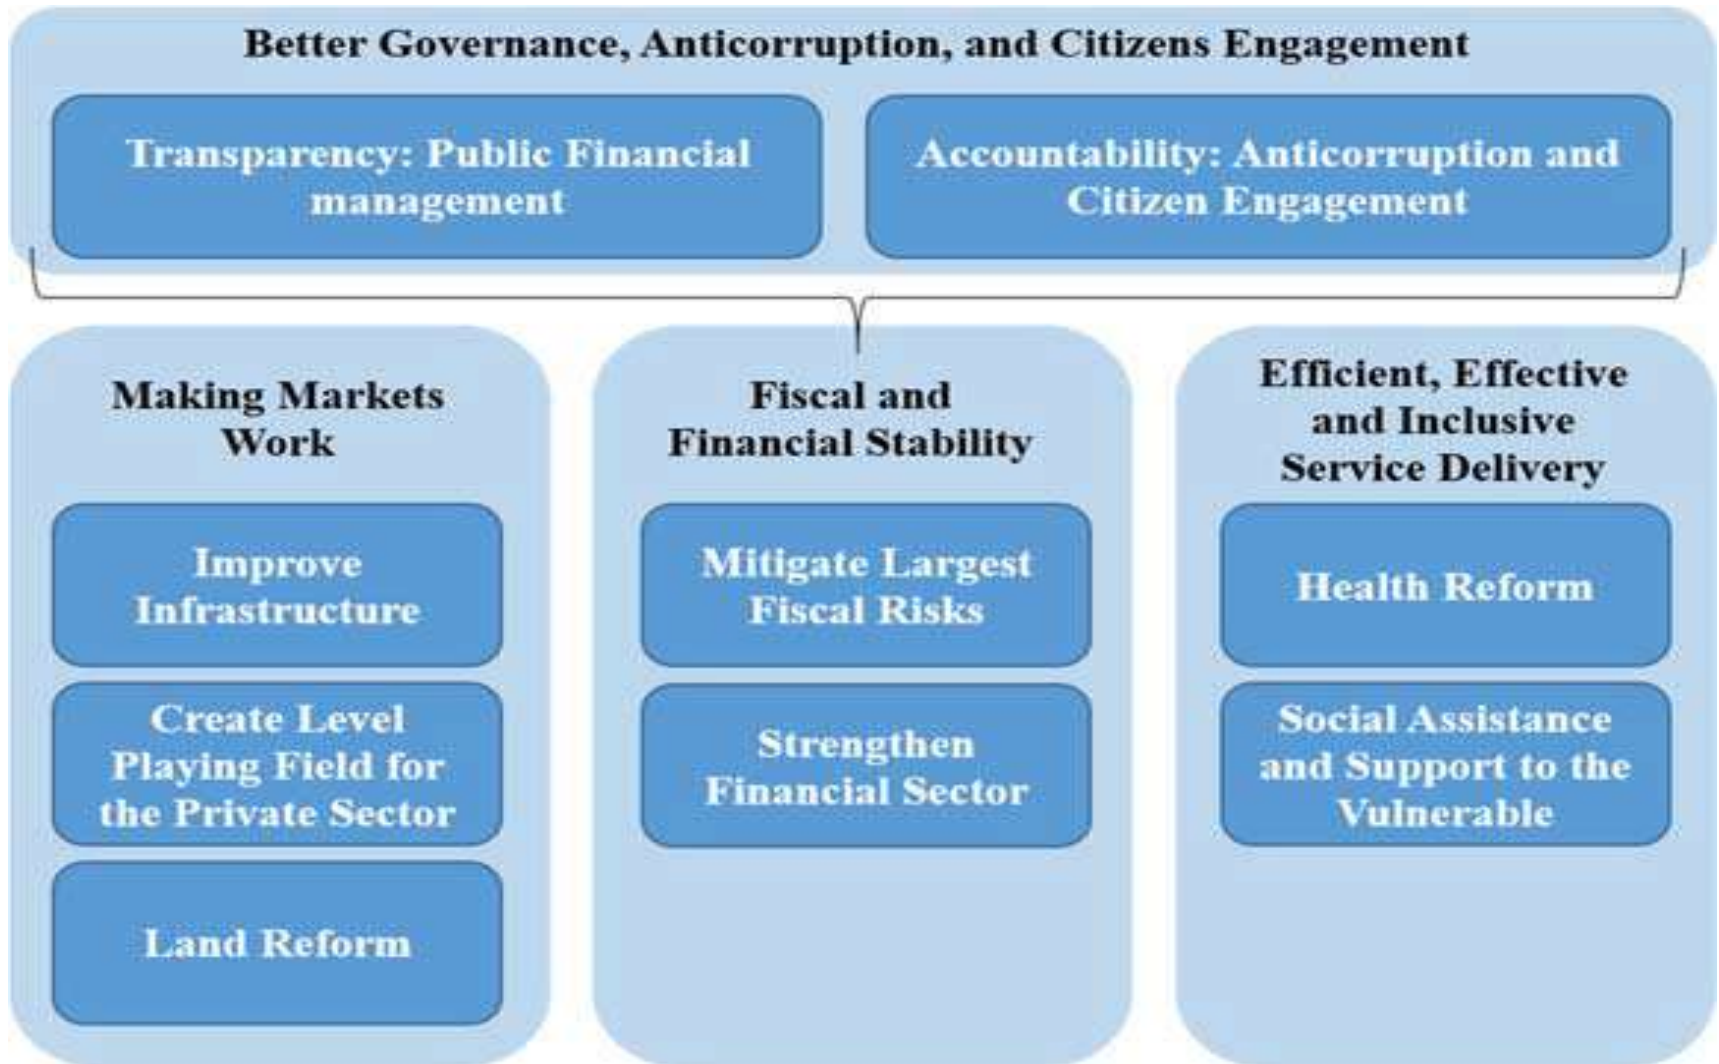 Better Governance, Anticorruption, and Citizens Engagement
Transparency: Public Financial
management
Accountability: Anticorruption and
Citizen Engagement
Making Markets
Work
Improve
Infrastructure
Create Level
Playing Field for
the Private Sector
Land Reform
Fiscal and
Financial Stability
Mitigate Largest
Fiscal Risks
Strengthen
Financial Sector
Efficient, Effective
and Inclusive
Service Delivery
Health Reform
Social Assistance
and Support to the
Vulnerable